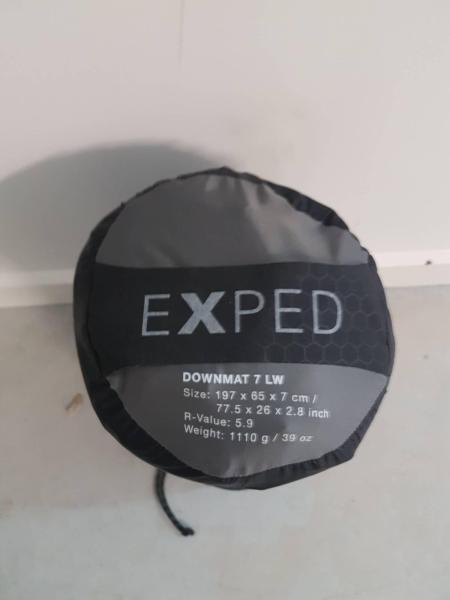 EXPED
DOWNMAT 7 LW
Size: 197 x 65 x 7 cm /
77.5 x 26 x 2.8 inch
R-Value: 5.9
Weight: 1110 g / 39 oz